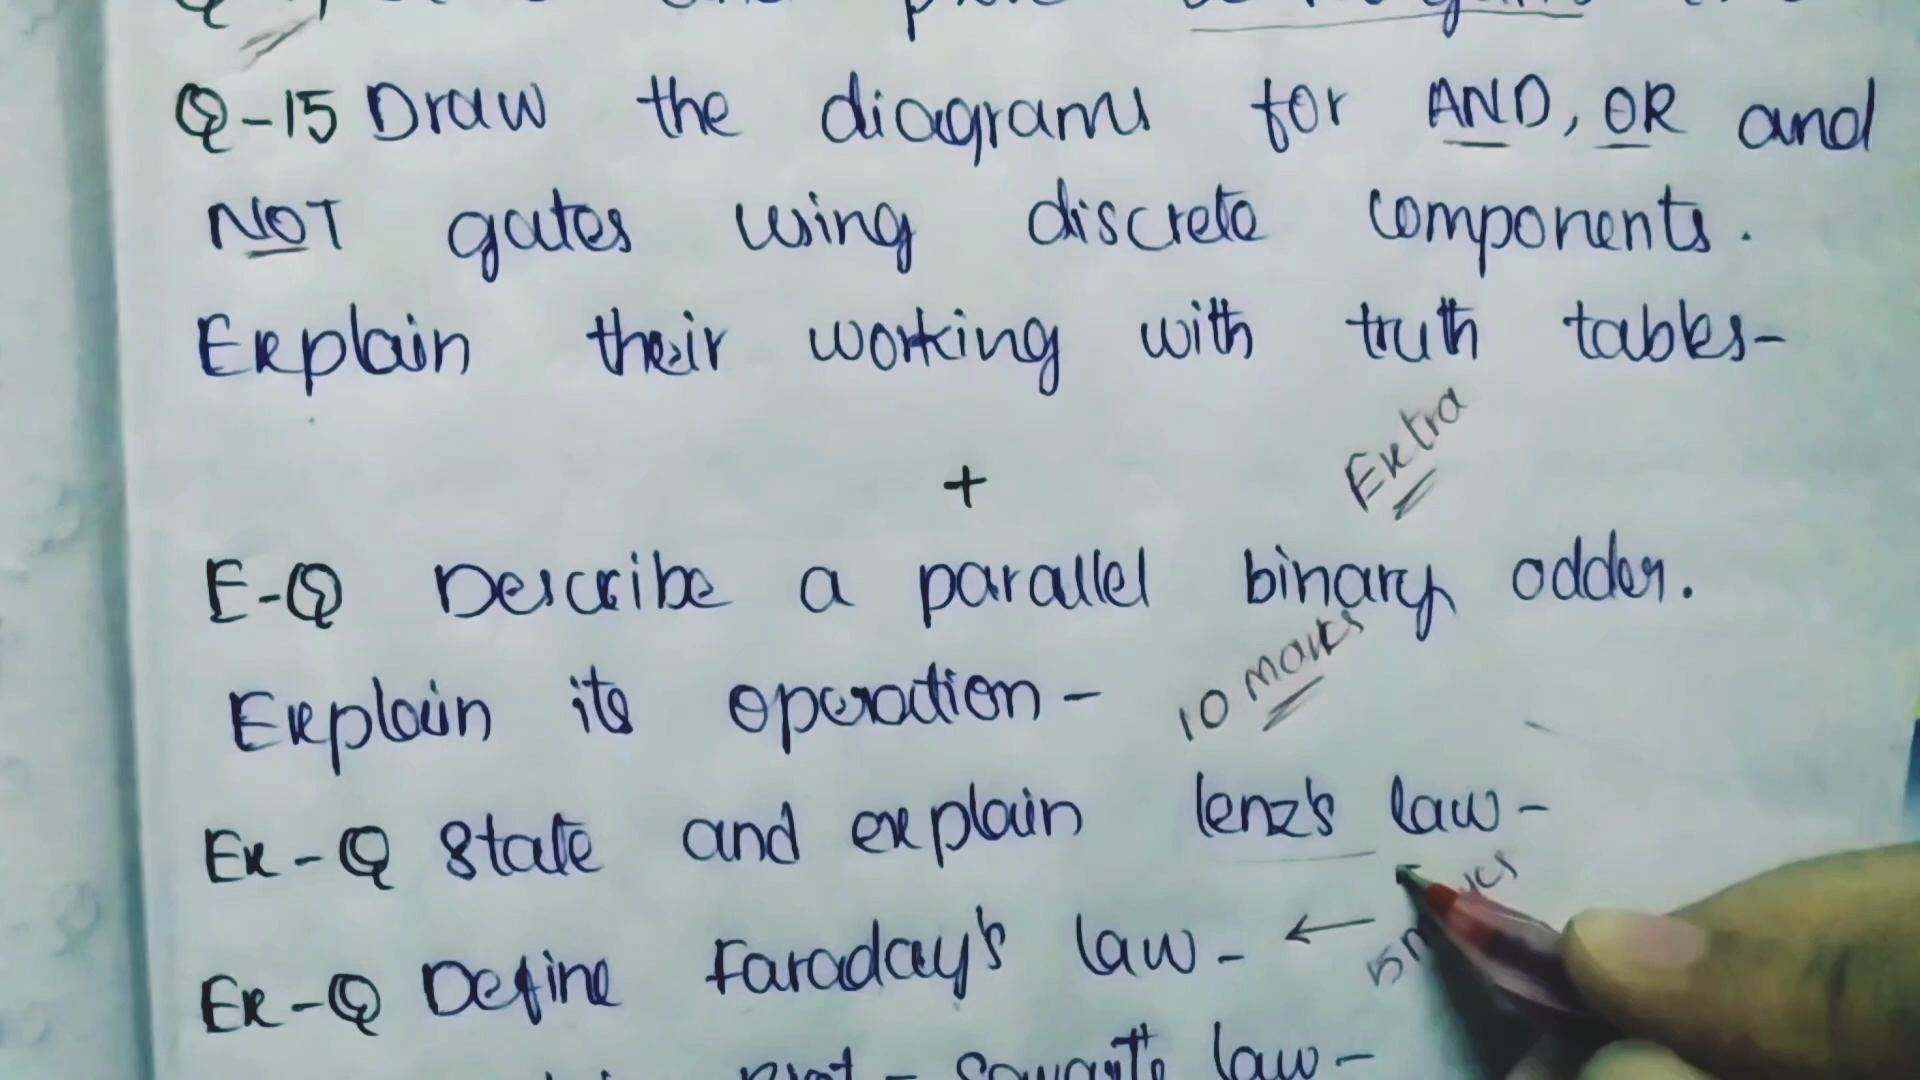 Q-15 Draw the diagrams for AND, OR and
NOT gates using discrete components.
Explain their working with truth tables-
Extra
+
E-Q Describe a parallel binary adder.
10 marks
Explain its operation-
Ex-Q State and explain lenz's law-
Ex-Q Define Faraday's law-
law-